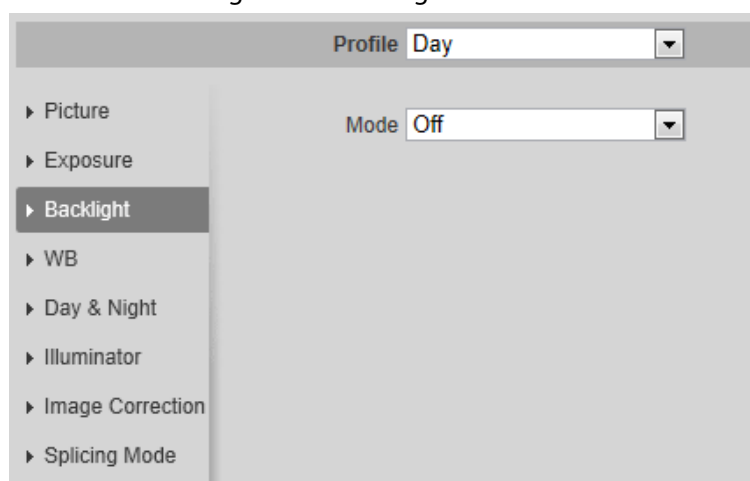 Profile Day
Picture
Mode Off
Exposure
Backlight
WB
Day & Night
Illuminator
Image Correction
Splicing Mode